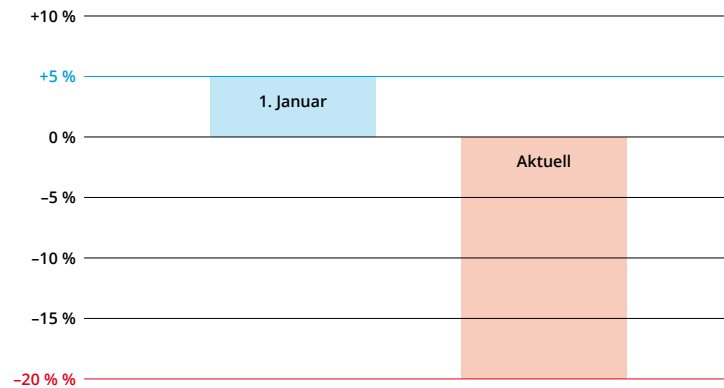 +10 %
+5 %
1. Januar
0 %
Aktuell
–5 %
–10 %
–15 %
–20 % %